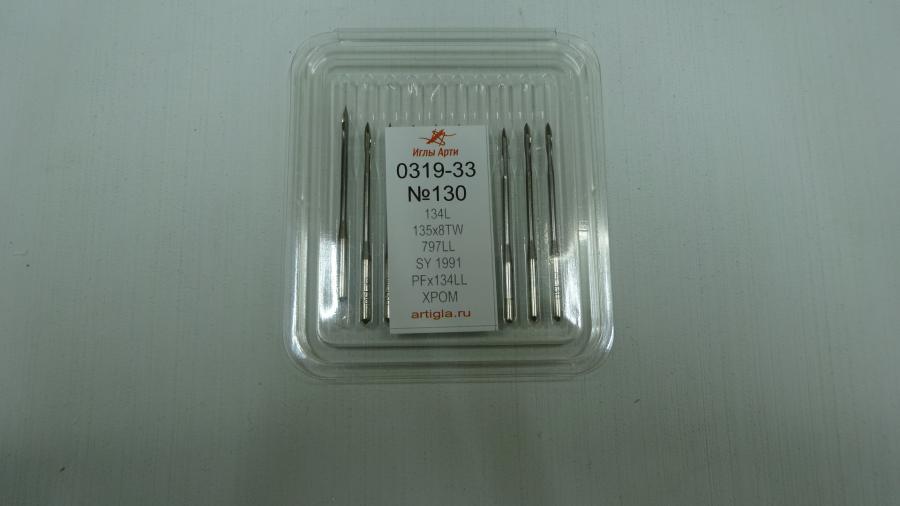 Иглы Арти
0319-33
№130
134L
135x8TW
797LL
SY 1991
PFx134LL
ХРОМ
artigla.ru